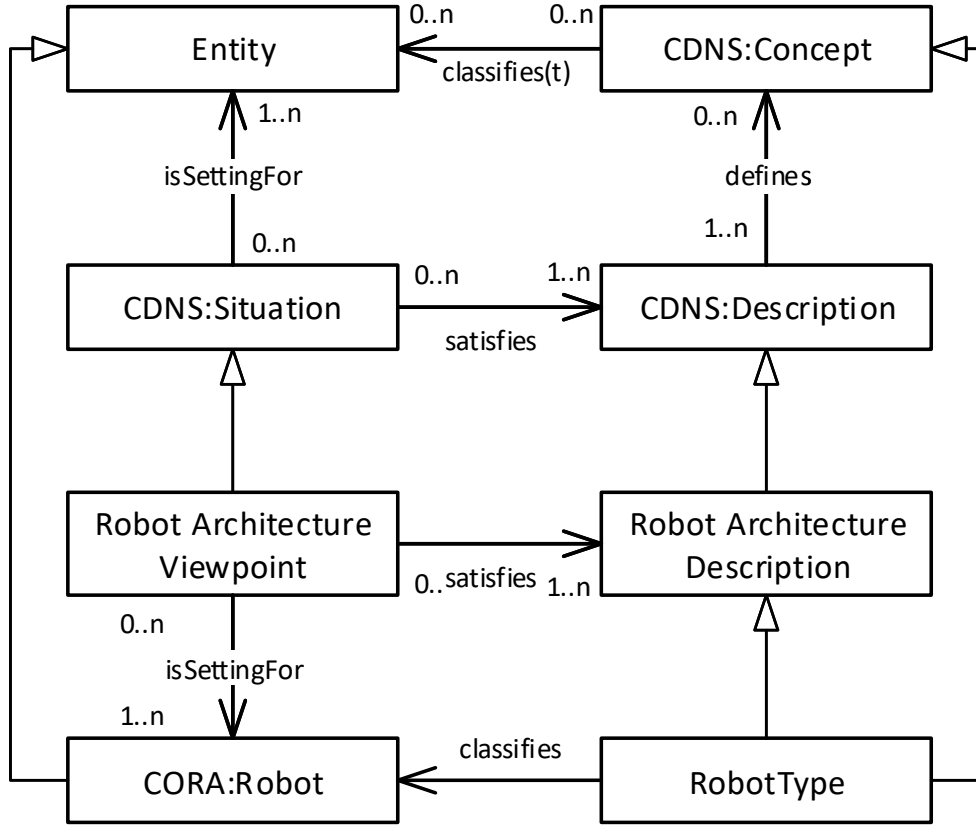 0..n
0..n
Entity
CDNS:Concept
classifies(t)
1..n
0..n
isSettingFor
defines
0..n
1..n
0..n
1..n
CDNS:Situation
CDNS:Description
satisfies
Robot Architecture
Viewpoint
Robot Architecture
Description
0..
satisfies
1..n
0..n
isSettingFor
1..n
classifies
CORA:Robot
RobotType